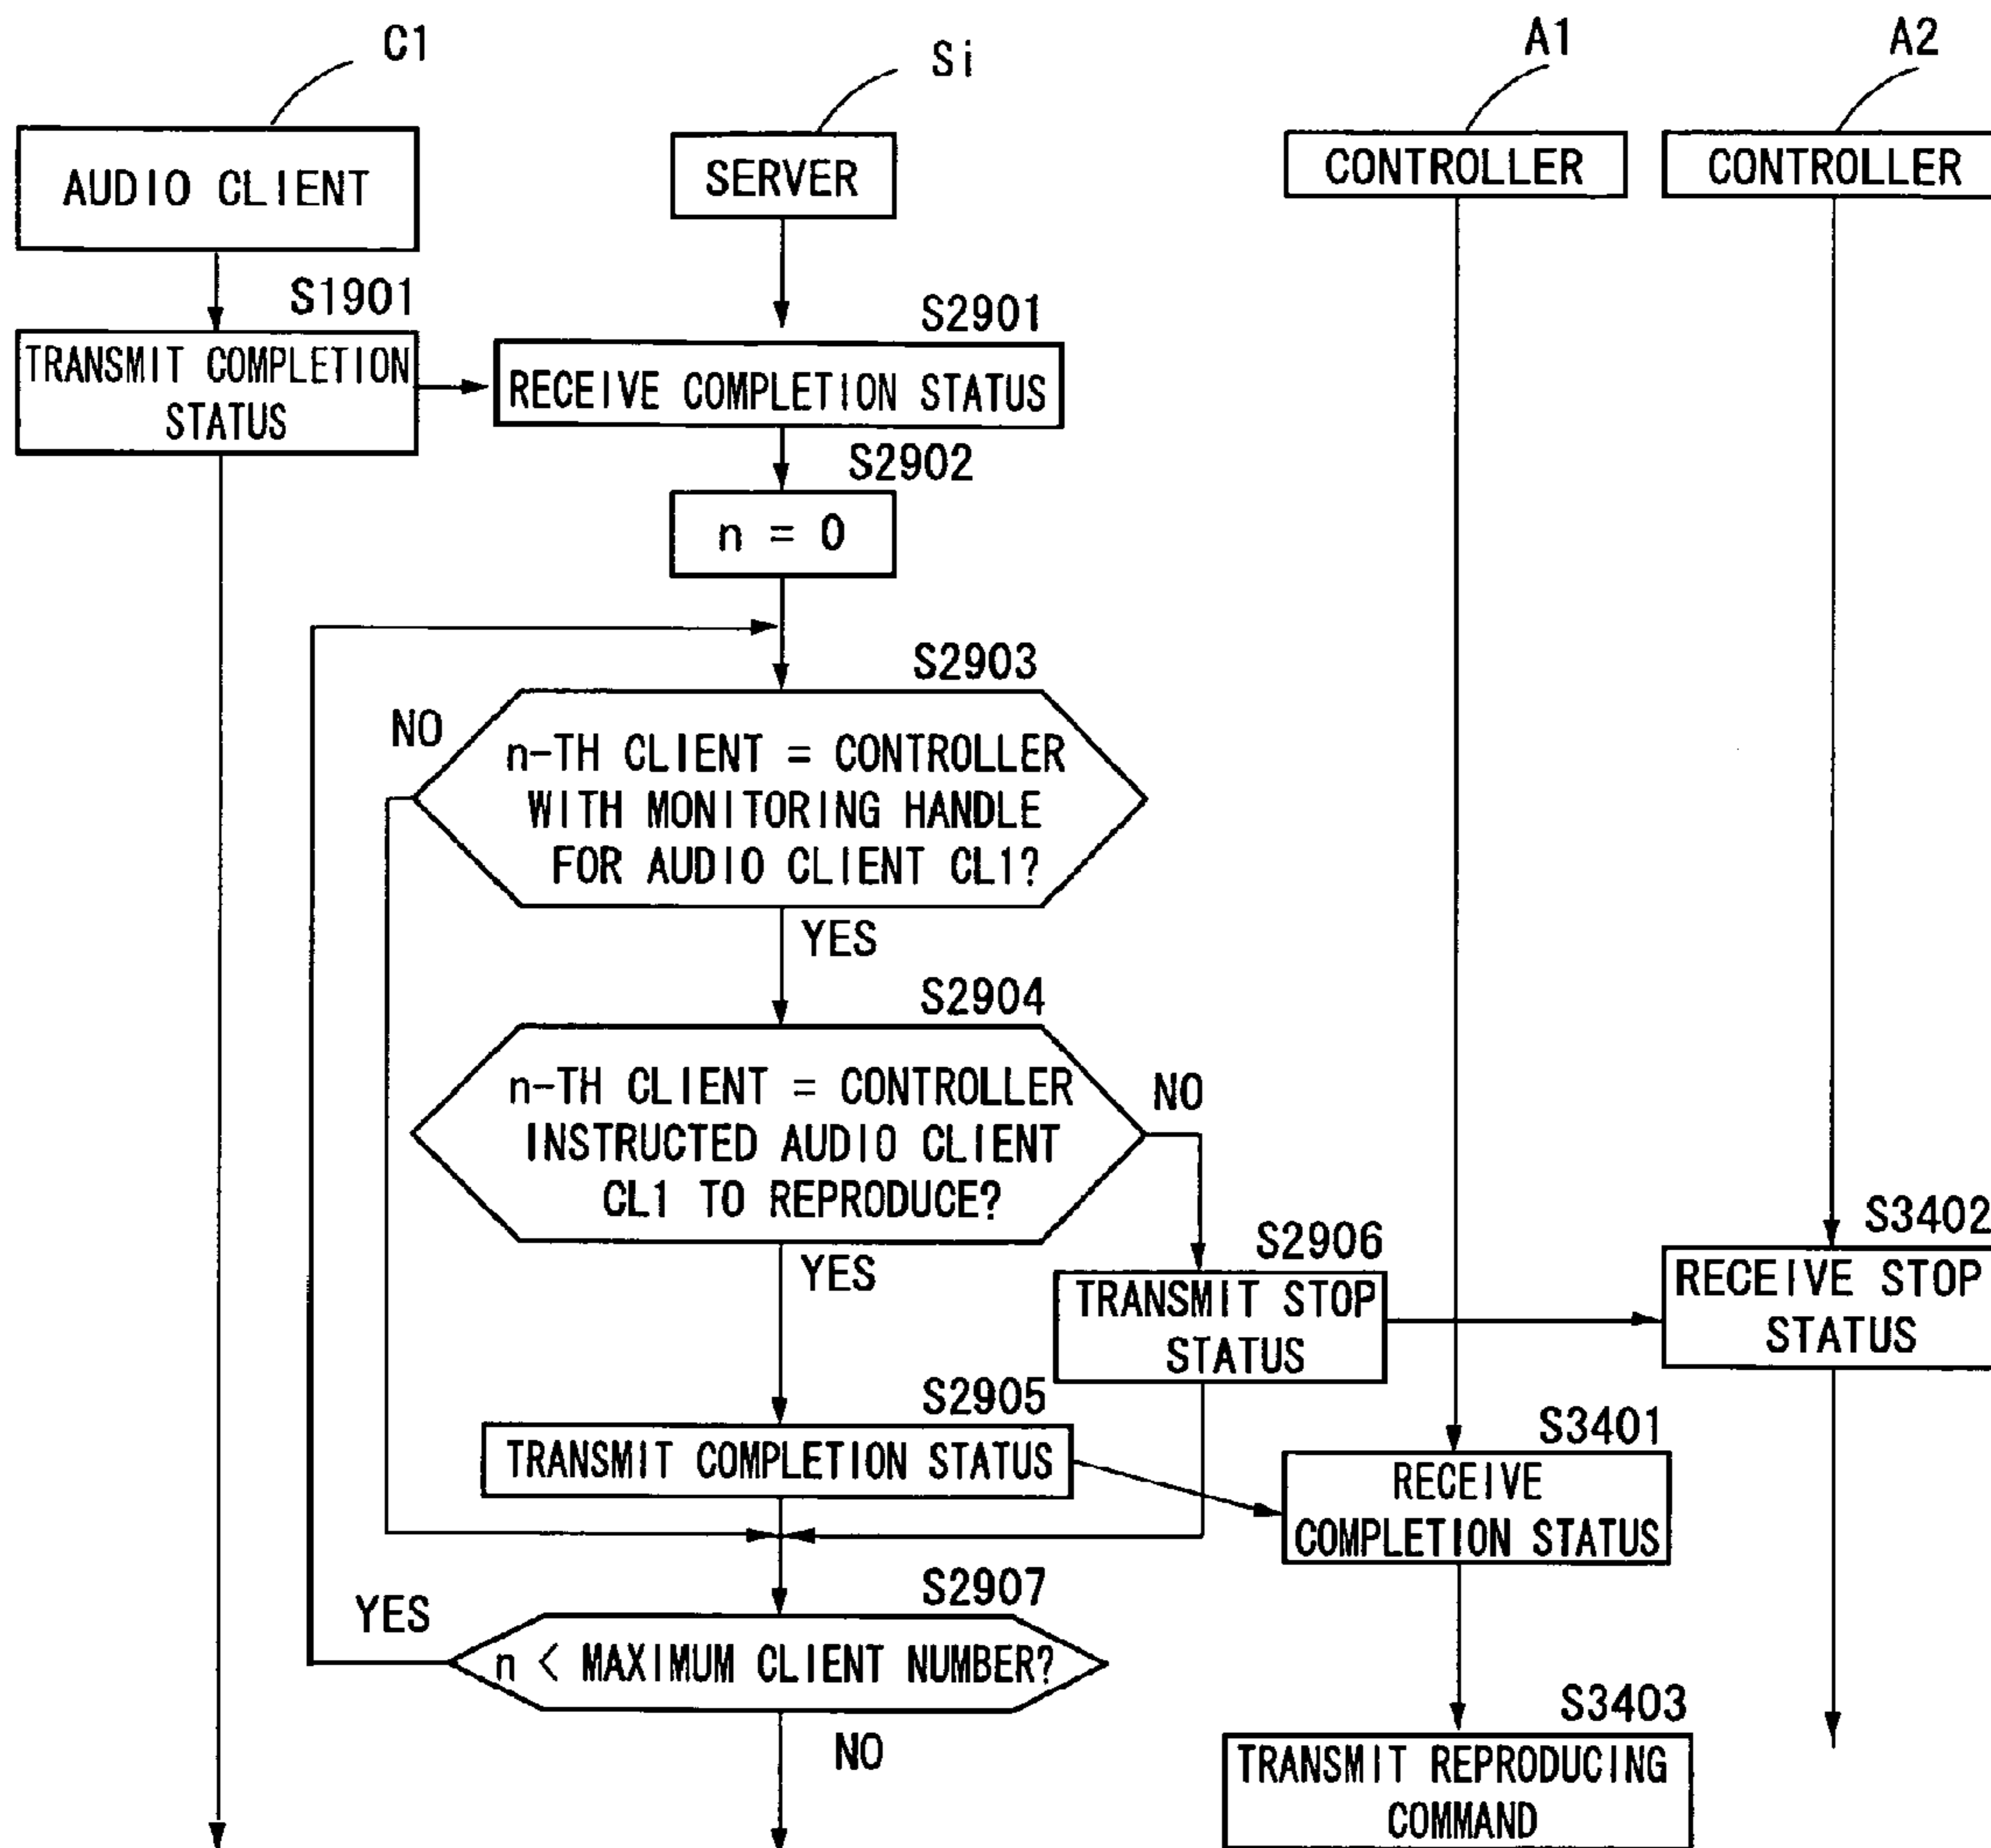 C1
Si
A1
A2
AUDIO CLIENT
SERVER
CONTROLLER
CONTROLLER
S1901
TRANSMIT COMPLETION
STATUS
S2901
RECEIVE COMPLETION STATUS
S2902
n = 0
S2903
NO
n-TH CLIENT = CONTROLLER
WITH MONITORING HANDLE
FOR AUDIO CLIENT CL1?
YES
S2904
n-TH CLIENT = CONTROLLER
INSTRUCTED AUDIO CLIENT
CL1 TO REPRODUCE?
NO
YES
S2906
TRANSMIT STOP
STATUS
S3402
RECEIVE STOP
STATUS
S2905
TRANSMIT COMPLETION STATUS
S3401
RECEIVE
COMPLETION STATUS
S2907
YES
n < MAXIMUM CLIENT NUMBER?
NO
S3403
TRANSMIT REPRODUCING
COMMAND